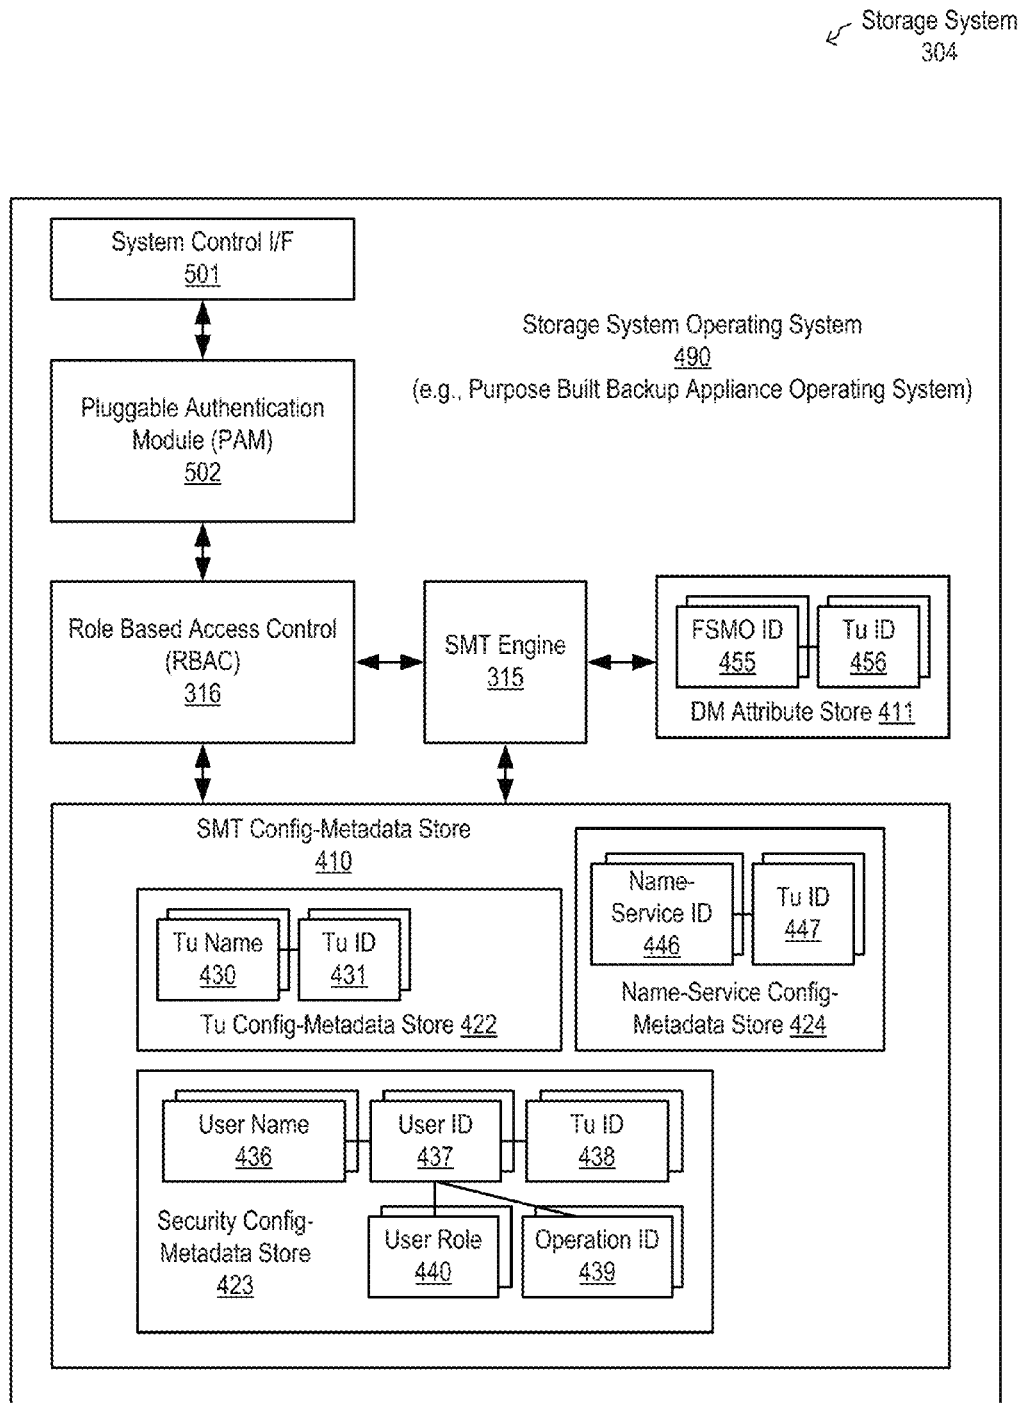 Storage System
304
System Control I/F
501
Storage System Operating System
490
(e.g., Purpose Built Backup Appliance Operating System)
Pluggable Authentication
Module (PAM)
502
Role Based Access Control
(RBAC)
316
SMT Engine
315
FSMO ID
455
Tu ID
456
DM Attribute Store 411
SMT Config-Metadata Store
410
Name-
Service ID
446
Tu ID
447
Name-Service Config-
Metadata Store 424
Tu Name
430
Tu ID
431
Tu Config-Metadata Store 422
User Name
436
User ID
437
Tu ID
438
Security Config-
Metadata Store
423
User Role
440
Operation ID
439